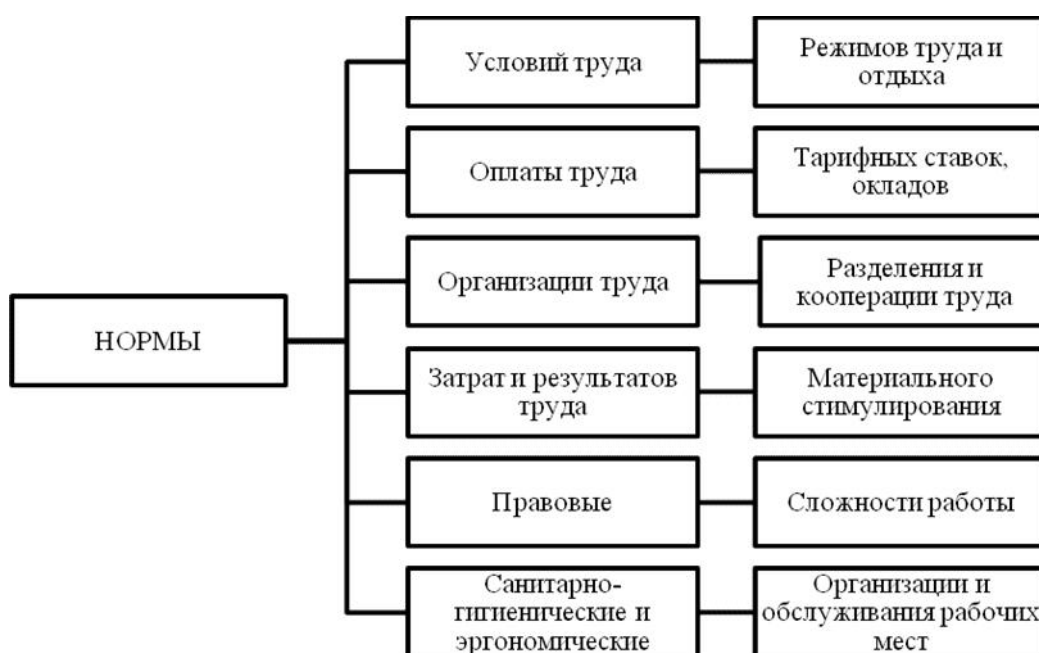 НОРМЫ
Условий труда
Режимов труда и
отдыха
Оплаты труда
Тарифных ставок,
окладов
Организации труда
Разделения и
кооперации труда
Затрат и результатов
труда
Материального
стимулирования
Правовые
Сложности работы
Санитарно-
гигиенические и
эргономические
Организации и
обслуживания рабочих
мест